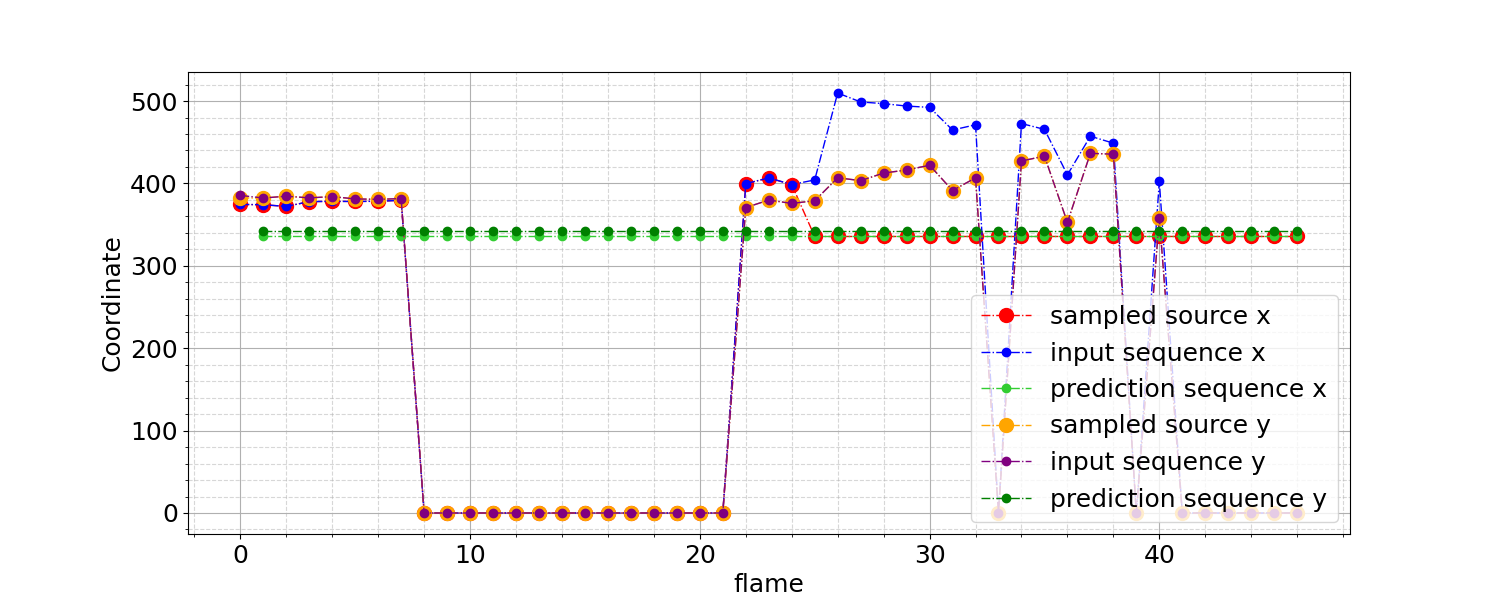 500
400
300
200
100
0
Coordinate
0 10 20 30 40
flame
sampled source x
input sequence x
prediction sequence x
sampled source y
input sequence y
prediction sequence y